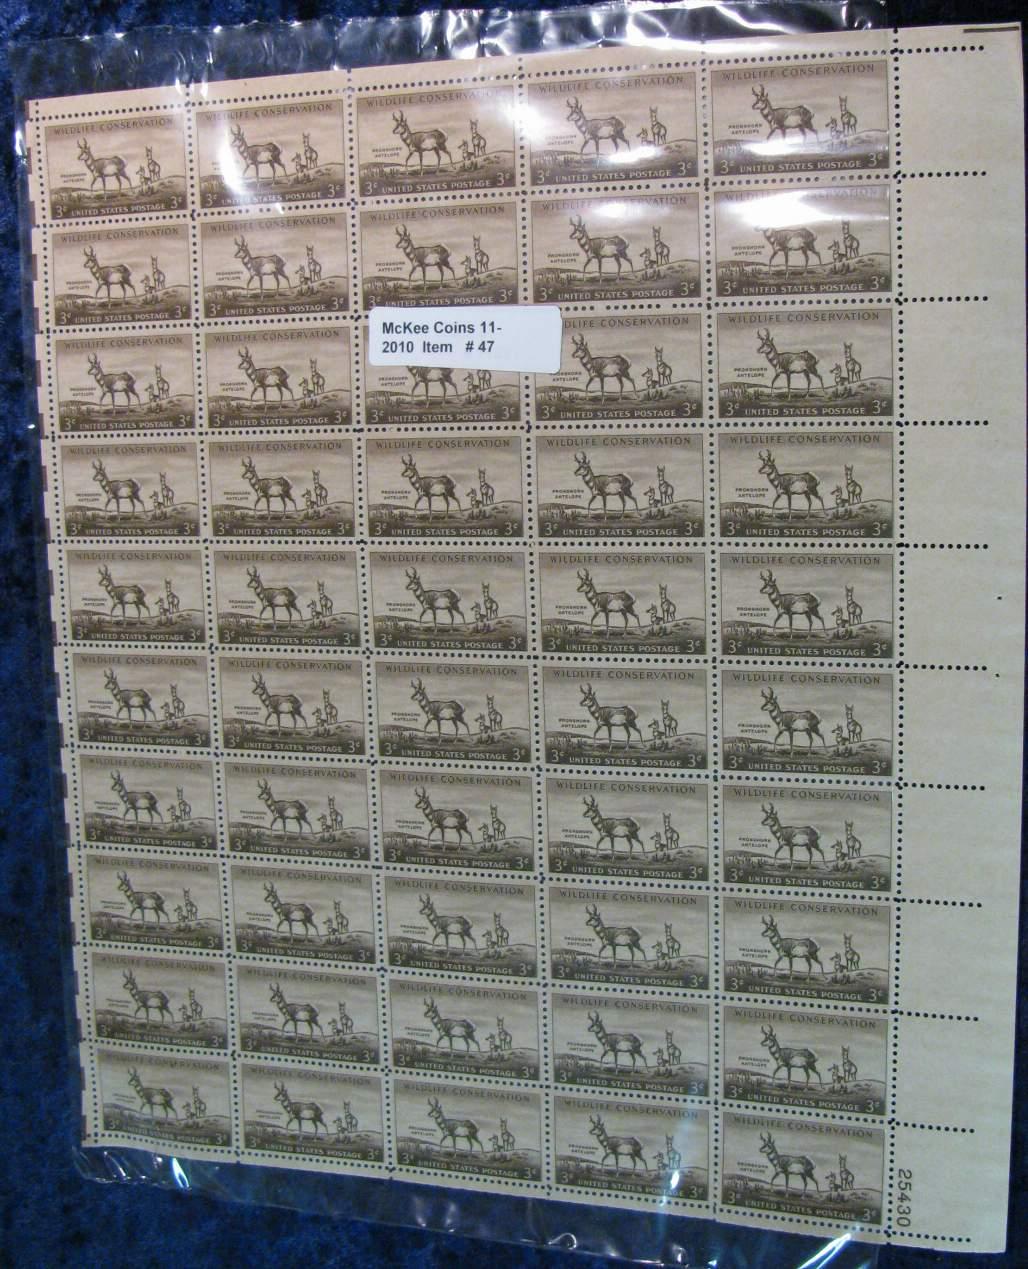 WILDLIFE CONSERVATION
PRONGHORN
ANTELOPE
3¢ UNITED STATES POSTAGE 3¢
McKee Coins 11-
2010 Item # 47
25430